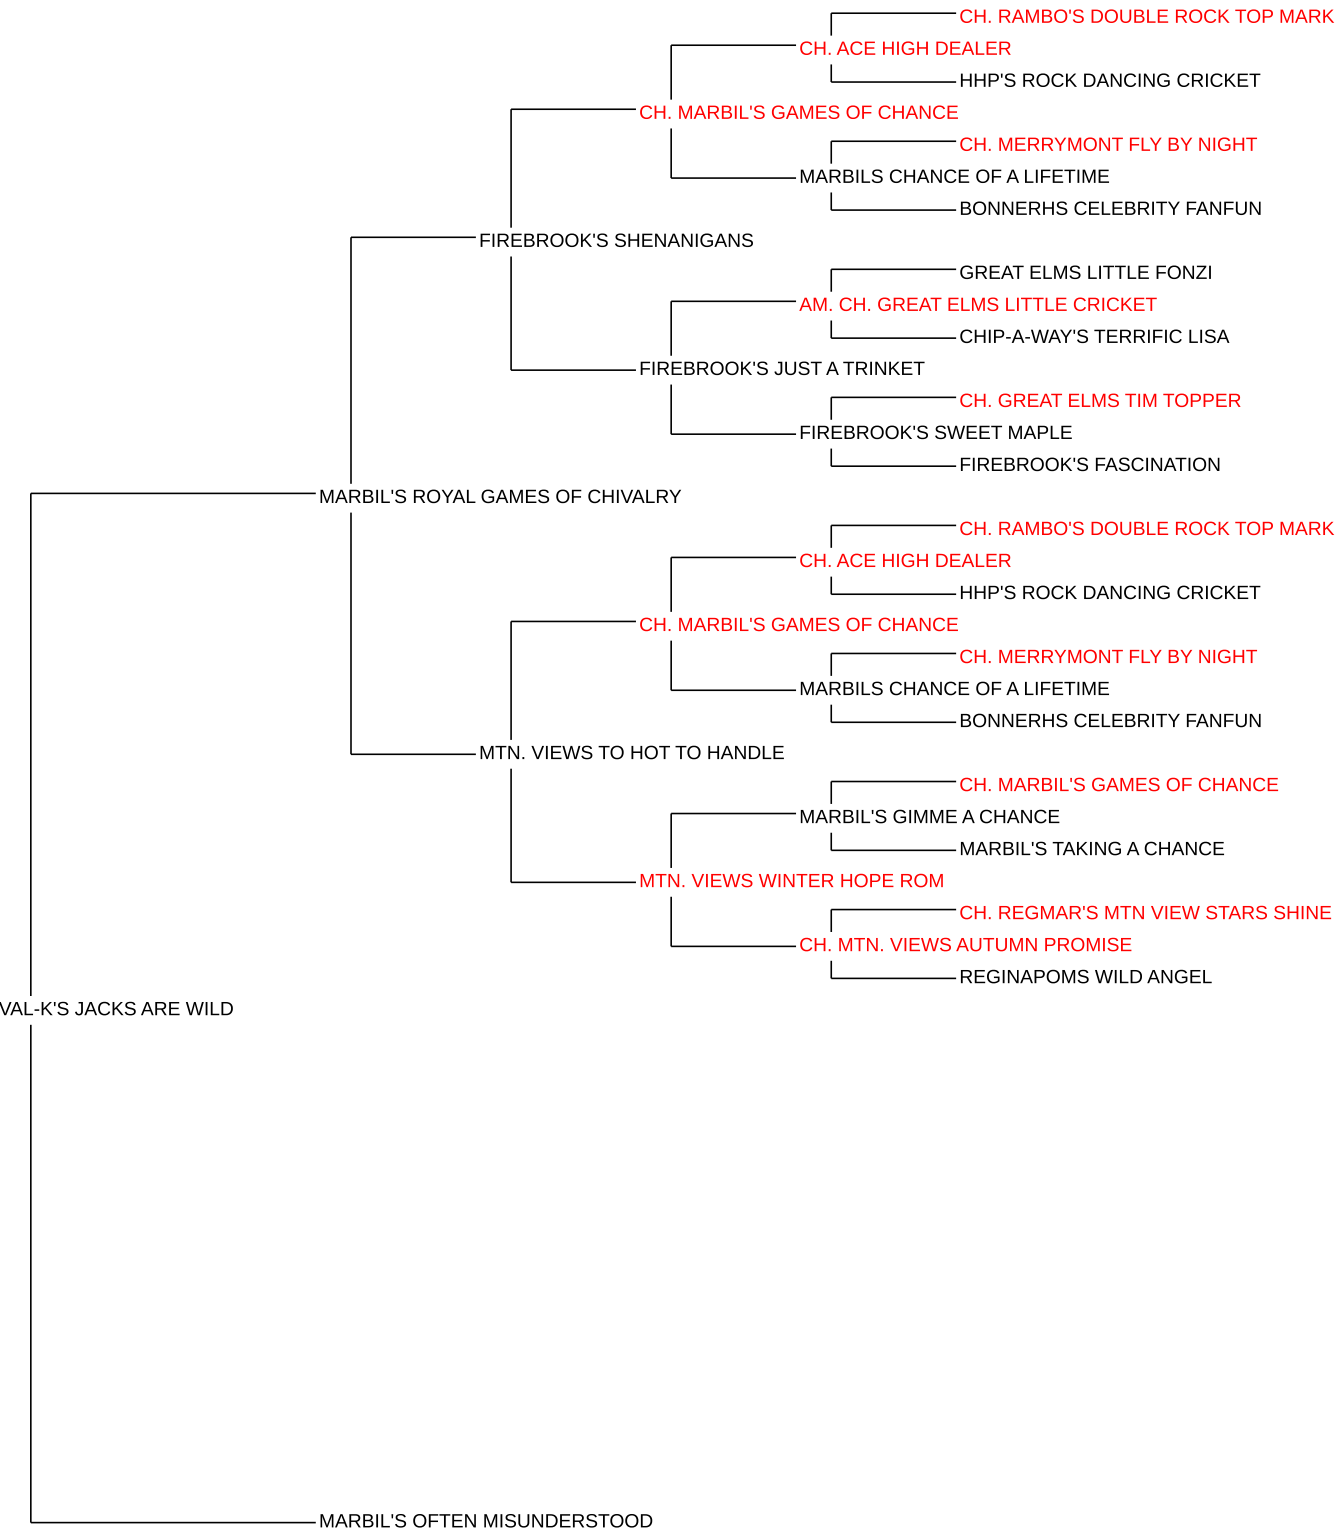 CH. RAMBO'S DOUBLE ROCK TOP MARK
CH. ACE HIGH DEALER
HHP'S ROCK DANCING CRICKET
CH. MARBIL'S GAMES OF CHANCE
CH. MERRYMONT FLY BY NIGHT
MARBILS CHANCE OF A LIFETIME
BONNERHS CELEBRITY FANFUN
FIREBROOK'S SHENANIGANS
GREAT ELMS LITTLE FONZI
AM. CH. GREAT ELMS LITTLE CRICKET
CHIP-A-WAY'S TERRIFIC LISA
FIREBROOK'S JUST A TRINKET
CH. GREAT ELMS TIM TOPPER
FIREBROOK'S SWEET MAPLE
FIREBROOK'S FASCINATION
MARBIL'S ROYAL GAMES OF CHIVALRY
CH. RAMBO'S DOUBLE ROCK TOP MARK
CH. ACE HIGH DEALER
HHP'S ROCK DANCING CRICKET
CH. MARBIL'S GAMES OF CHANCE
CH. MERRYMONT FLY BY NIGHT
MARBILS CHANCE OF A LIFETIME
BONNERHS CELEBRITY FANFUN
MTN. VIEWS TO HOT TO HANDLE
CH. MARBIL'S GAMES OF CHANCE
MARBIL'S GIMME A CHANCE
MARBIL'S TAKING A CHANCE
MTN. VIEWS WINTER HOPE ROM
CH. REGMAR'S MTN VIEW STARS SHINE
CH. MTN. VIEWS AUTUMN PROMISE
REGINAPOMS WILD ANGEL
VAL-K'S JACKS ARE WILD
MARBIL'S OFTEN MISUNDERSTOOD